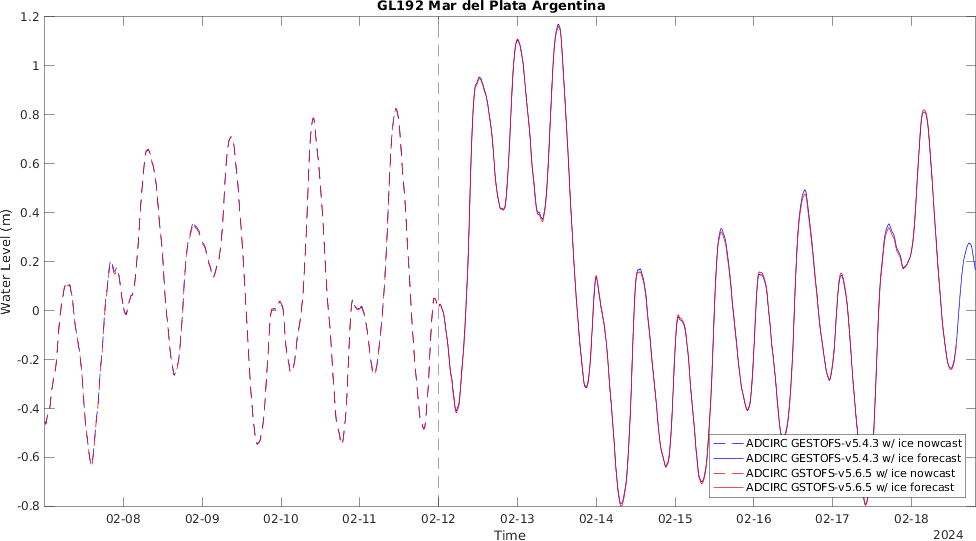 GL192 Mar del Plata Argentina
1.2
1
0.8
0.6
0.4
0.2
0
-0.2
-0.4
-0.6
-0.8
Water Level (m)
ADCIRC GESTOFS-v5.4.3 w/ ice nowcast
ADCIRC GESTOFS-v5.4.3 w/ ice forecast
ADCIRC GSTOFS-v5.6.5 w/ ice nowcast
ADCIRC GSTOFS-v5.6.5 w/ ice forecast
02-08 02-09 02-10 02-11 02-12 02-13 02-14 02-15 02-16 02-17 02-18
Time
2024